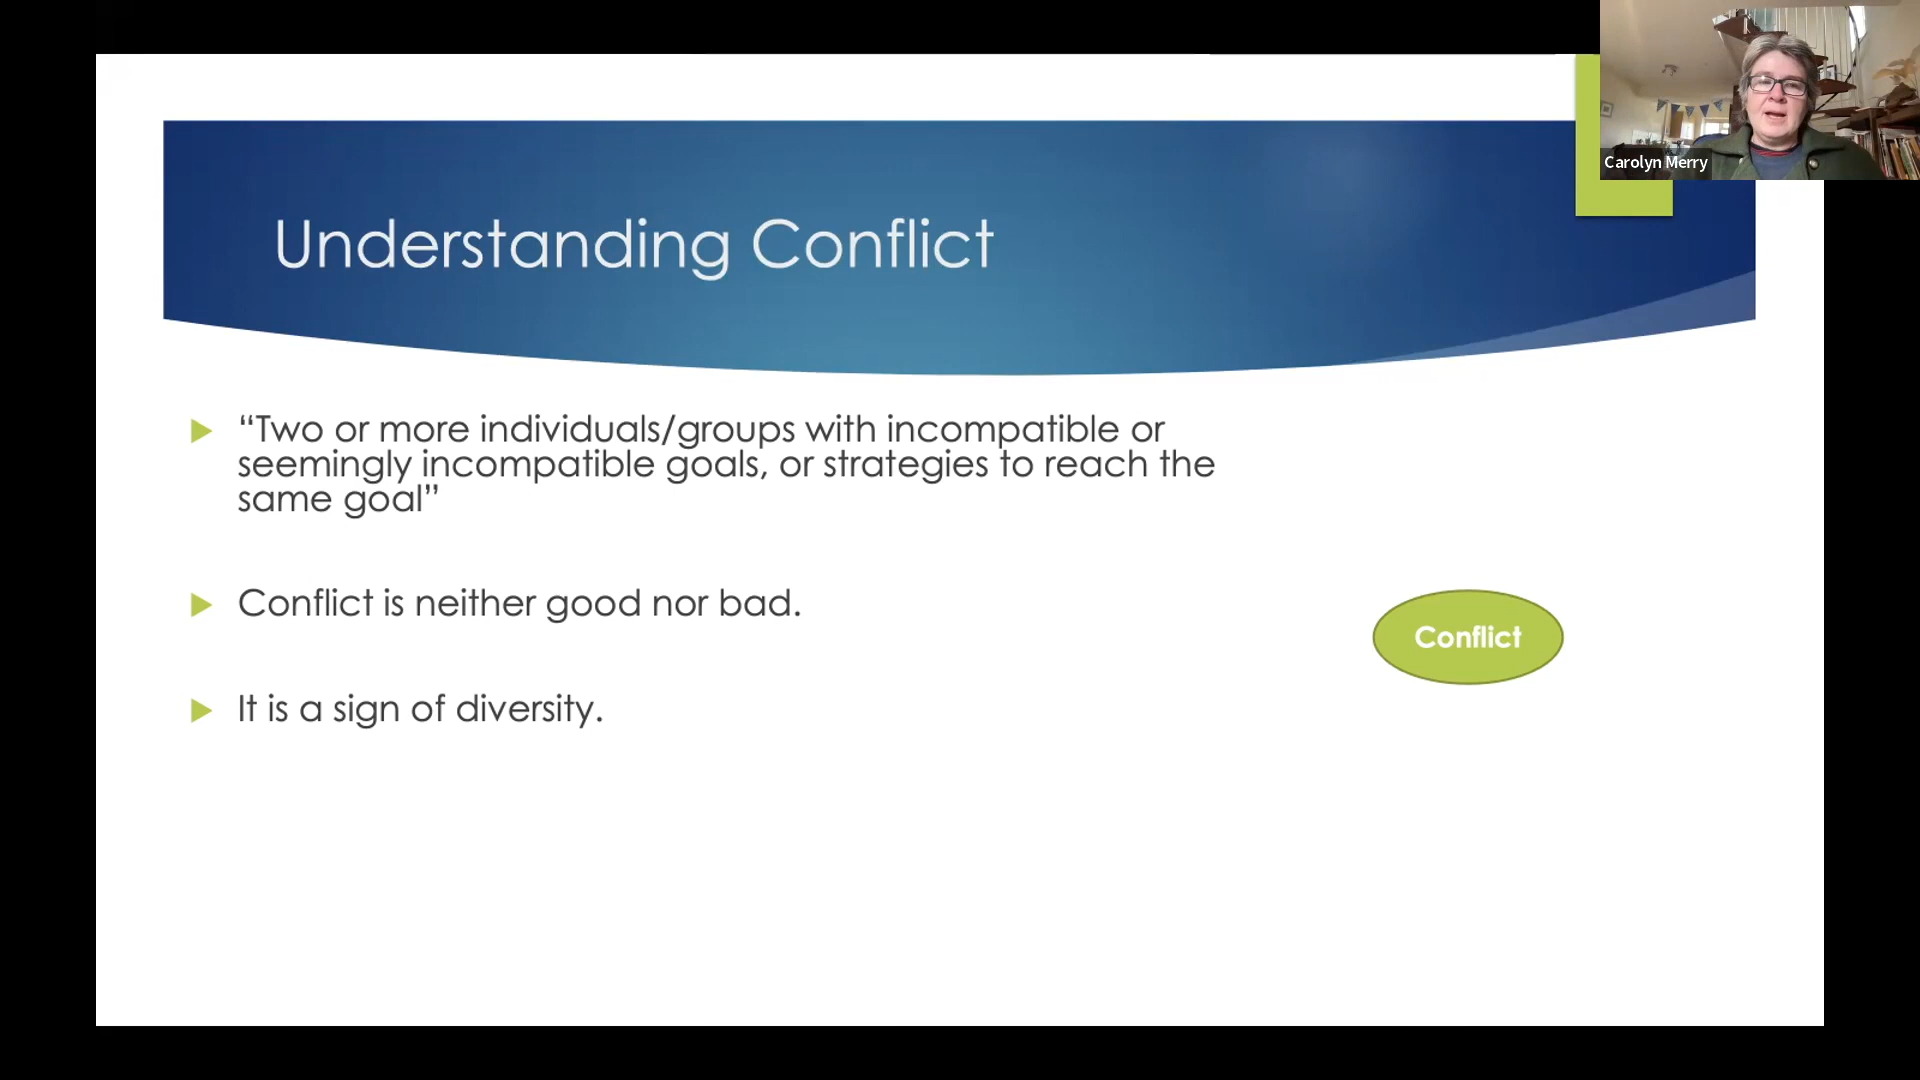 Carolyn Merry
Understanding Conflict
“Two or more individuals/groups with incompatible or
seemingly incompatible goals, or strategies to reach the
same goal”
Conflict is neither good nor bad.
Conflict
It is a sign of diversity.